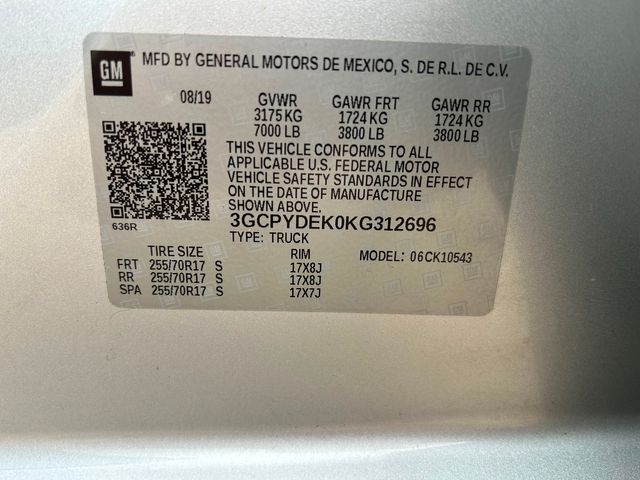 GM
MFD BY GENERAL MOTORS DE MEXICO, S. DE R.L. DE C.V.
08/19 GVWR GAWR FRT GAWR RR
3175 KG 1724 KG 1724 KG
7000 LB 3800 LB 3800 LB
THIS VEHICLE CONFORMS TO ALL
APPLICABLE U.S. FEDERAL MOTOR
VEHICLE SAFETY STANDARDS IN EFFECT
ON THE DATE OF MANUFACTURE
SHOWN ABOVE.
636R
3GCPYDEK0KG312696
TYPE: TRUCK
TIRE SIZE RIM MODEL: 06CK10543
FRT 255/70R17 S 17X8J
RR 255/70R17 S 17X8J
SPA 255/70R17 S 17X7J